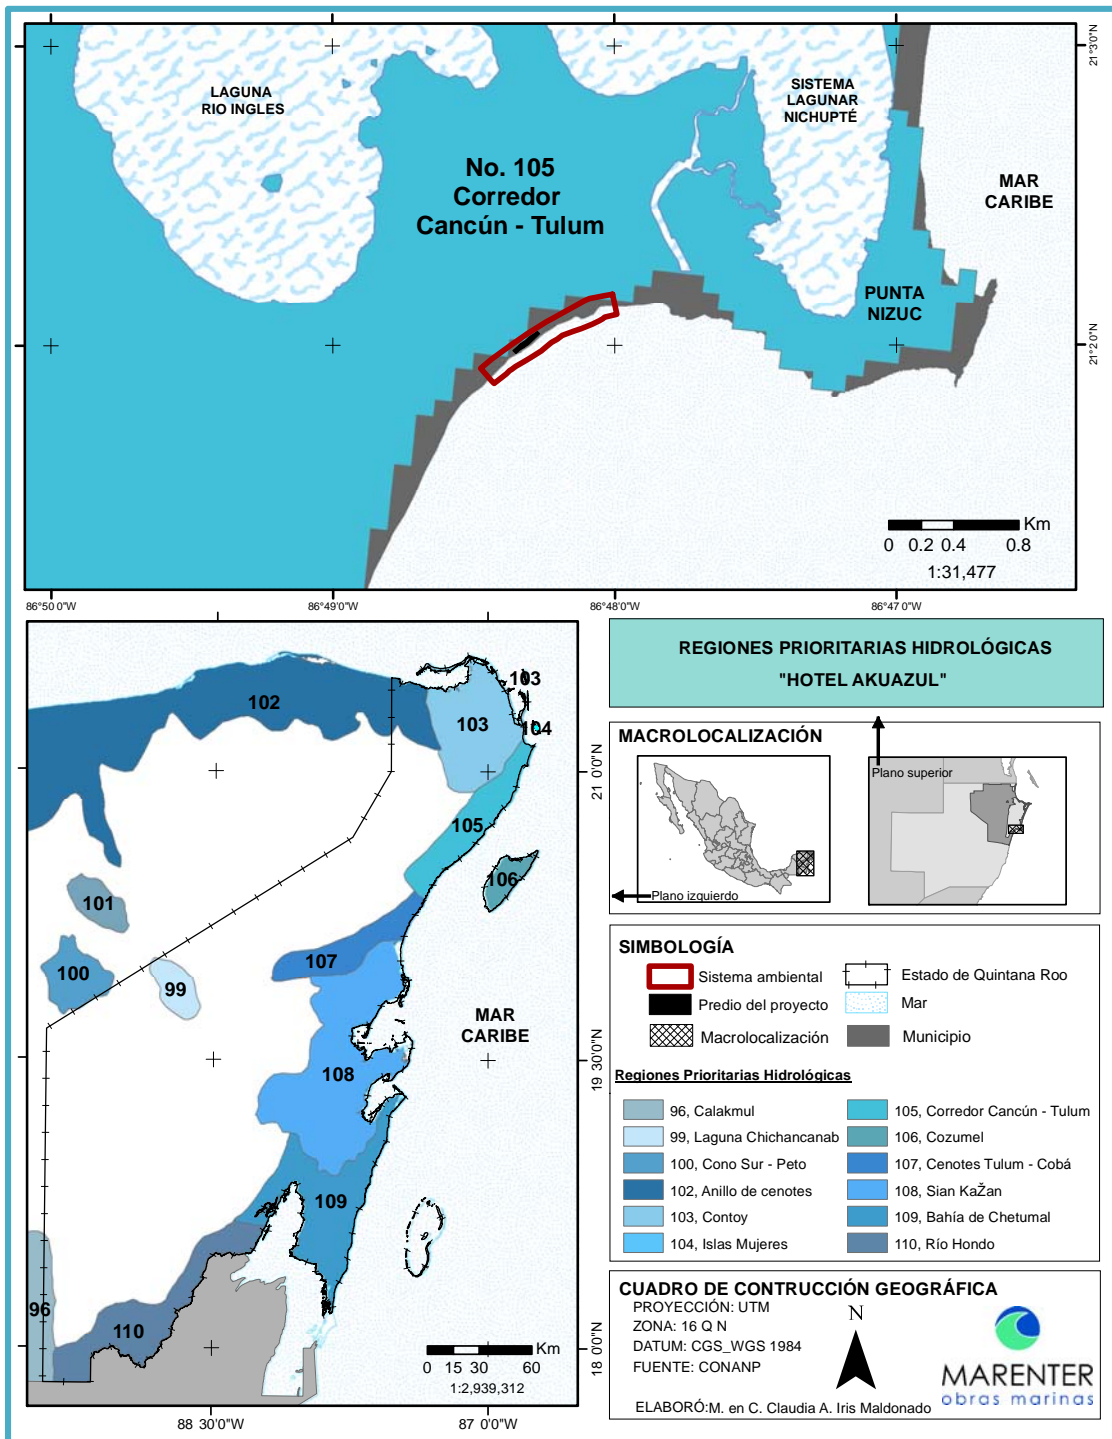 LAGUNA
RIO INGLES
SISTEMA
LAGUNAR
NICHUPTÉ
No. 105
Corredor
Cancún - Tulum
MAR
CARIBE
PUNTA
NIZUC
21°3'0"N
21°2'0"N
Km
0 0.2 0.4 0.8
1:31,477
86°50'0"W 86°49'0"W 86°48'0"W 86°47'0"W
102
103
103
104
105
106
101
100
99
107
108
109
110
96
MAR
CARIBE
21 0'0"N
19 30'0"N
18 0'0"N
Km
0 15 30 60
1:2,939,312
88 30'0"W 87 0'0"W
REGIONES PRIORITARIAS HIDROLÓGICAS
"HOTEL AKUAZUL"
MACROLOCALIZACIÓN
Plano superior
Plano izquierdo
SIMBOLOGÍA
Sistema ambiental
Estado de Quintana Roo
Predio del proyecto
Mar
Macrolocalización
Municipio
Regiones Prioritarias Hidrológicas
96, Calakmul
105, Corredor Cancún - Tulum
99, Laguna Chichancanab
106, Cozumel
100, Cono Sur - Peto
107, Cenotes Tulum - Cobá
102, Anillo de cenotes
108, Sian KaŽan
103, Contoy
109, Bahía de Chetumal
104, Islas Mujeres
110, Río Hondo
CUADRO DE CONTRUCCIÓN GEOGRÁFICA
PROYECCIÓN: UTM
ZONA: 16 Q N
DATUM: CGS_WGS 1984
FUENTE: CONANP
ELABORÓ:M. en C. Claudia A. Iris Maldonado
N
MARENTER
obras marinas